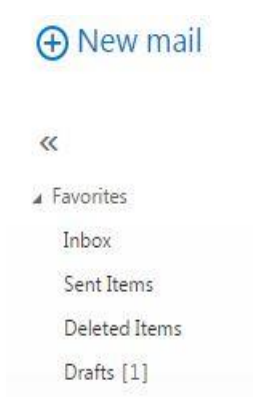 New mail
«
Favorites
Inbox
Sent Items
Deleted Items
Drafts [1]